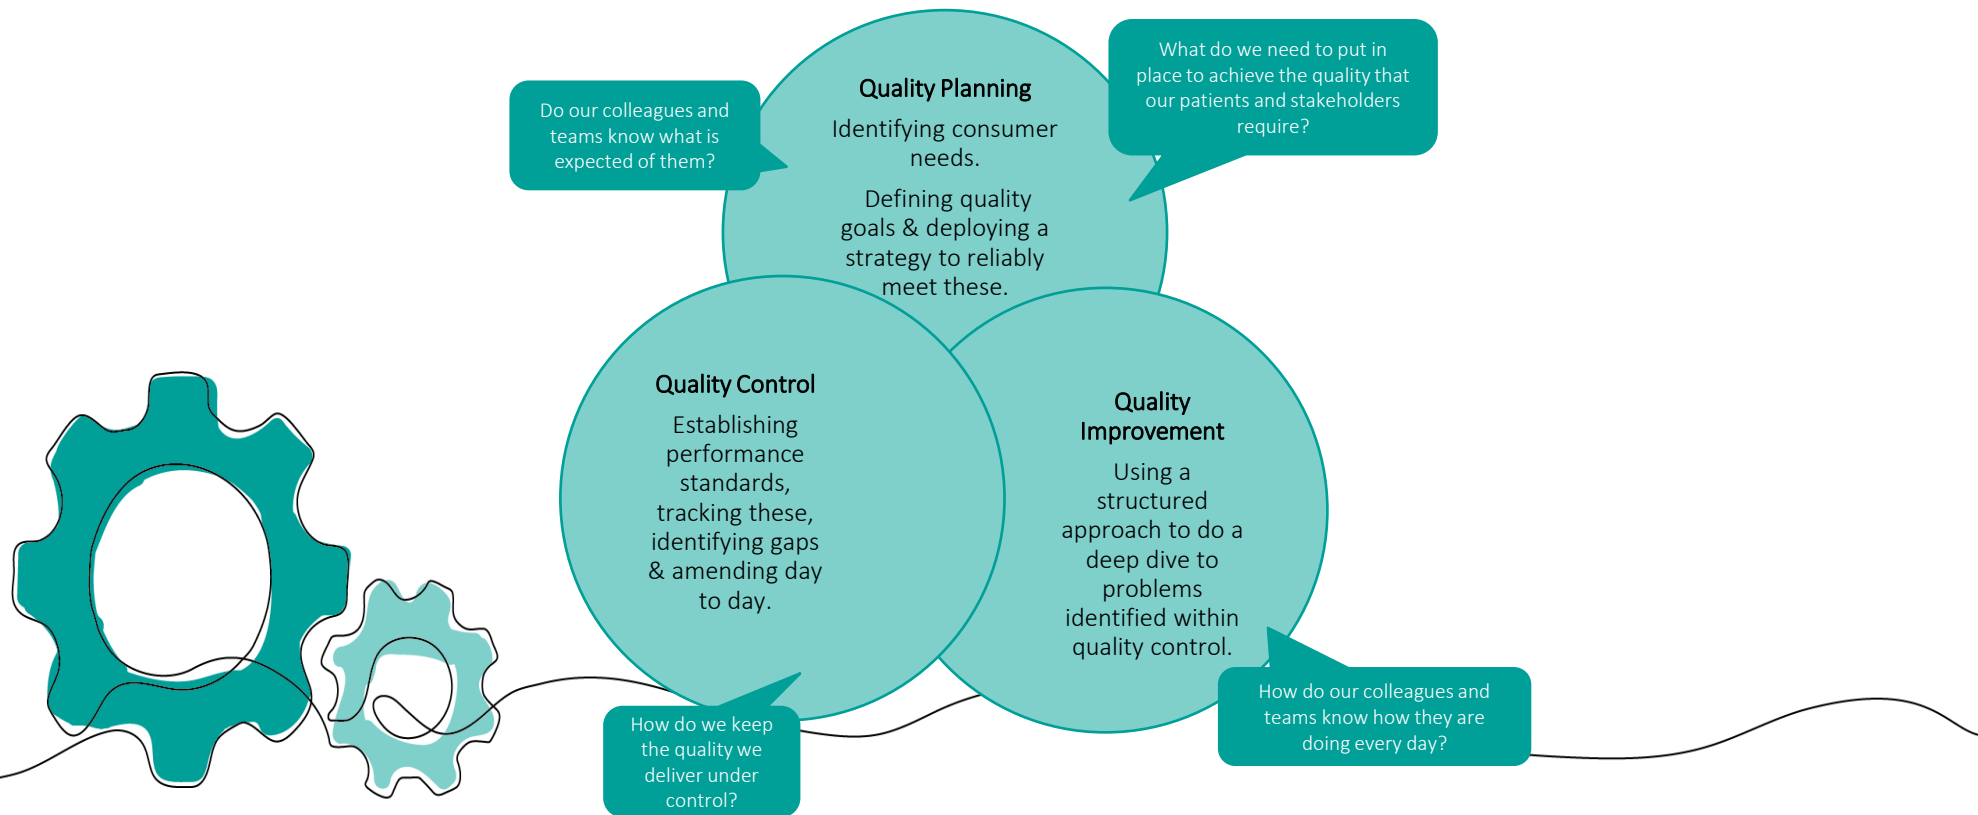 Do our colleagues and
teams know what is
expected of them?
Quality Planning
Identifying consumer
needs.
Defining quality
goals & deploying a
strategy to reliably
meet these.
What do we need to put in
place to achieve the quality that
our patients and stakeholders
require?
Quality Control
Establishing
performance
standards,
tracking these,
identifying gaps
& amending day
to day.
Quality
Improvement
Using a
structured
approach to do a
deep dive to
problems
identified within
quality control.
How do we keep
the quality we
deliver under
control?
How do our colleagues and
teams know how they are
doing every day?